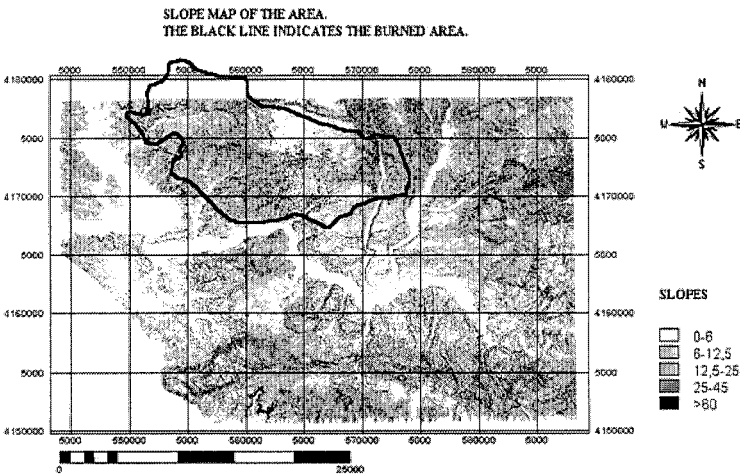 SLOPE MAP OF THE AREA.
THE BLACK LINE INDICATES THE BURNED AREA.
5000 550000 5000 560000 5000 570000 5000 580000 5000
4180000 4180000
N
W E
S
5000 5000
4170000 4170000
5000 5000
SLOPES
4160000 4160000
0-6
6-12,5
12,5-25
25-45
>60
5000 5000
4150000 4150000
5000 550000 5000 560000 5000 570000 5000 580000 5000
0 25000